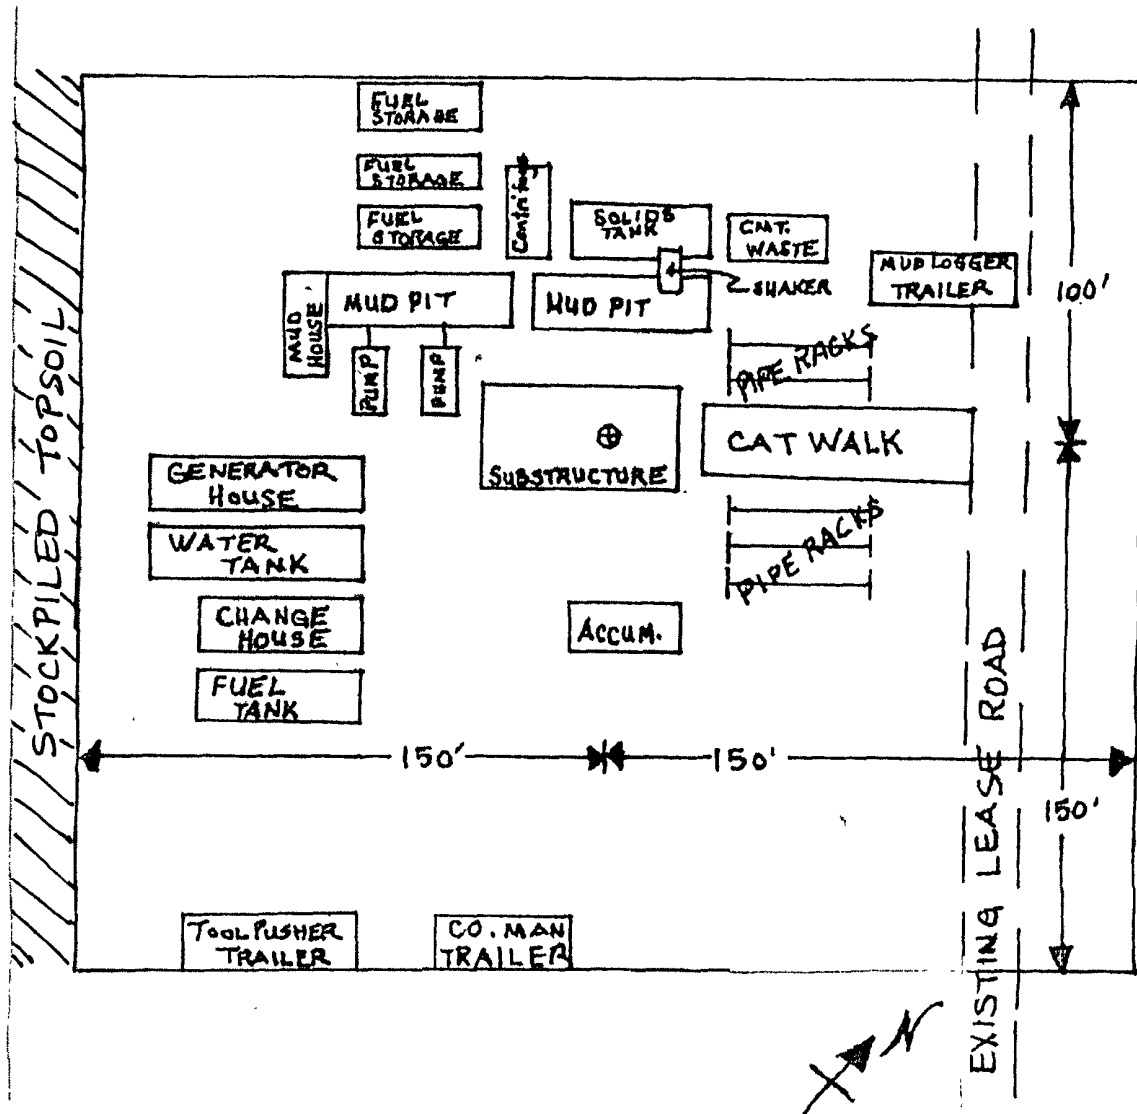 FUEL
STORAGE
FUEL
STORAGE
FUEL
STORAGE
Centrifuge
SOLIDS
TANK
CMT.
WASTE
MUD LOGGER
TRAILER
SHAKER
MUD
HOUSE
MUD PIT
MUD PIT
100'
PUMP
PUMP
PIPE RACKS
CAT WALK
SUBSTRUCTURE
GENERATOR
HOUSE
WATER
TANK
PIPE RACKS
CHANGE
HOUSE
ACCUM.
FUEL
TANK
STOCKPILED TOPSOIL
150'
150'
150'
EXISTING LEASE ROAD
TOOL PUSHER
TRAILER
CO. MAN
TRAILER
N